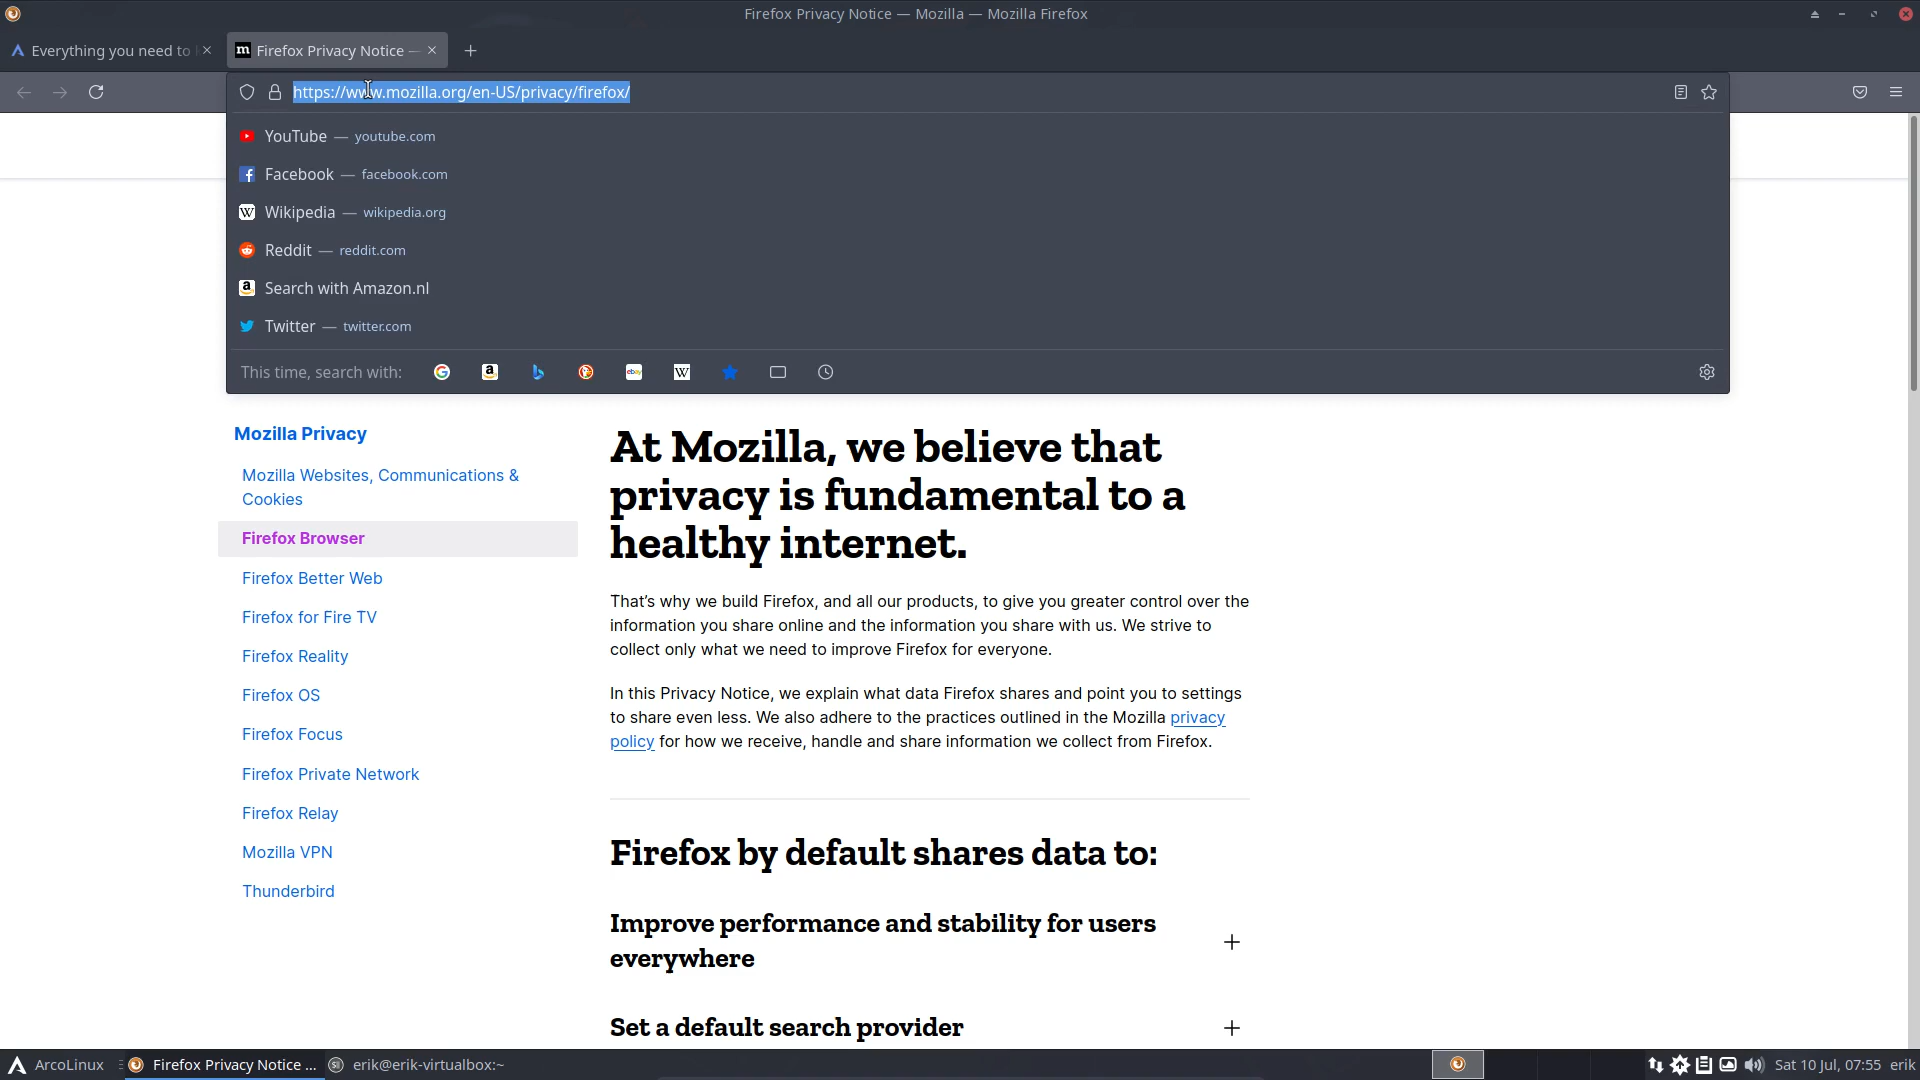 Firefox Privacy Notice — Mozilla — Mozilla Firefox
Everything you need to
Firefox Privacy Notice —
https://www.mozilla.org/en-US/privacy/firefox/
YouTube — youtube.com
Facebook — facebook.com
Wikipedia — wikipedia.org
Reddit — reddit.com
Search with Amazon.nl
Twitter — twitter.com
This time, search with:
Mozilla Privacy
Mozilla Websites, Communications &
Cookies
Firefox Browser
Firefox Better Web
Firefox for Fire TV
Firefox Reality
Firefox OS
Firefox Focus
Firefox Private Network
Firefox Relay
Mozilla VPN
Thunderbird
At Mozilla, we believe that
privacy is fundamental to a
healthy internet.
That’s why we build Firefox, and all our products, to give you greater control over the
information you share online and the information you share with us. We strive to
collect only what we need to improve Firefox for everyone.
In this Privacy Notice, we explain what data Firefox shares and point you to settings
to share even less. We also adhere to the practices outlined in the Mozilla privacy
policy for how we receive, handle and share information we collect from Firefox.
Firefox by default shares data to:
Improve performance and stability for users
everywhere
Set a default search provider
ArcoLinux
Firefox Privacy Notice ...
erik@erik-virtualbox:~
Sat 10 Jul, 07:55 erik